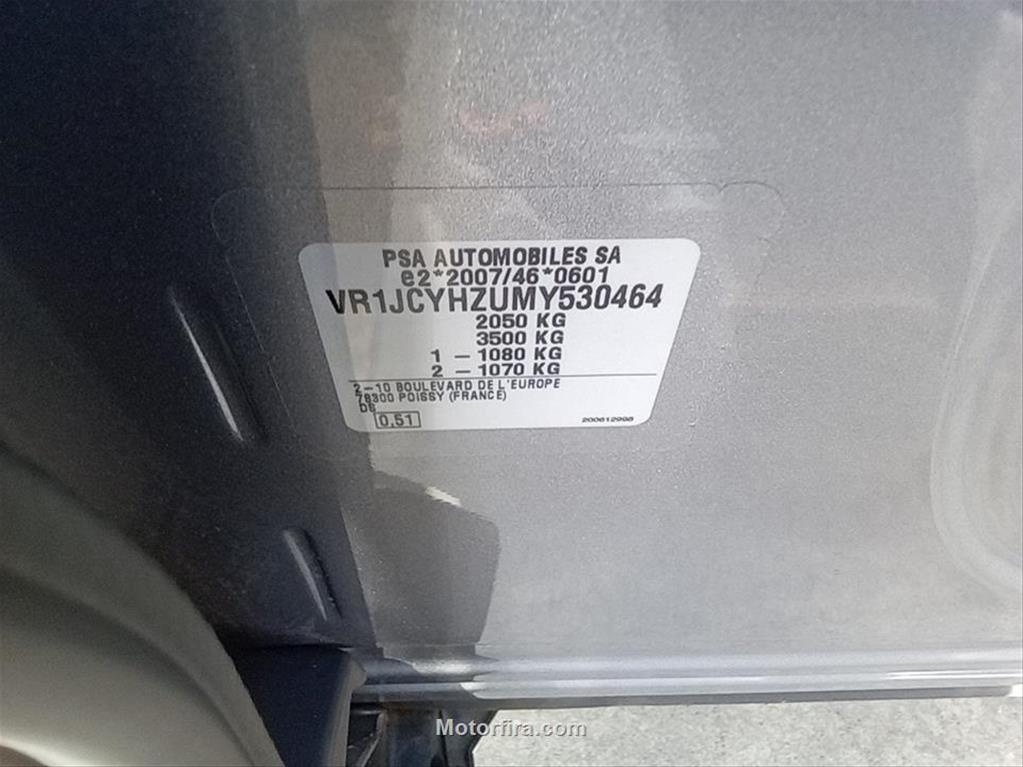 PSA AUTOMOBILES SA
e2*2007/46*0601
VR1JCYHZUMY530464
2050 KG
3500 KG
1 – 1080 KG
2 – 1070 KG
2–10 BOULEVARD DE L'EUROPE
78300 POISSY (FRANCE)
DS
0,51
Motorfira.com